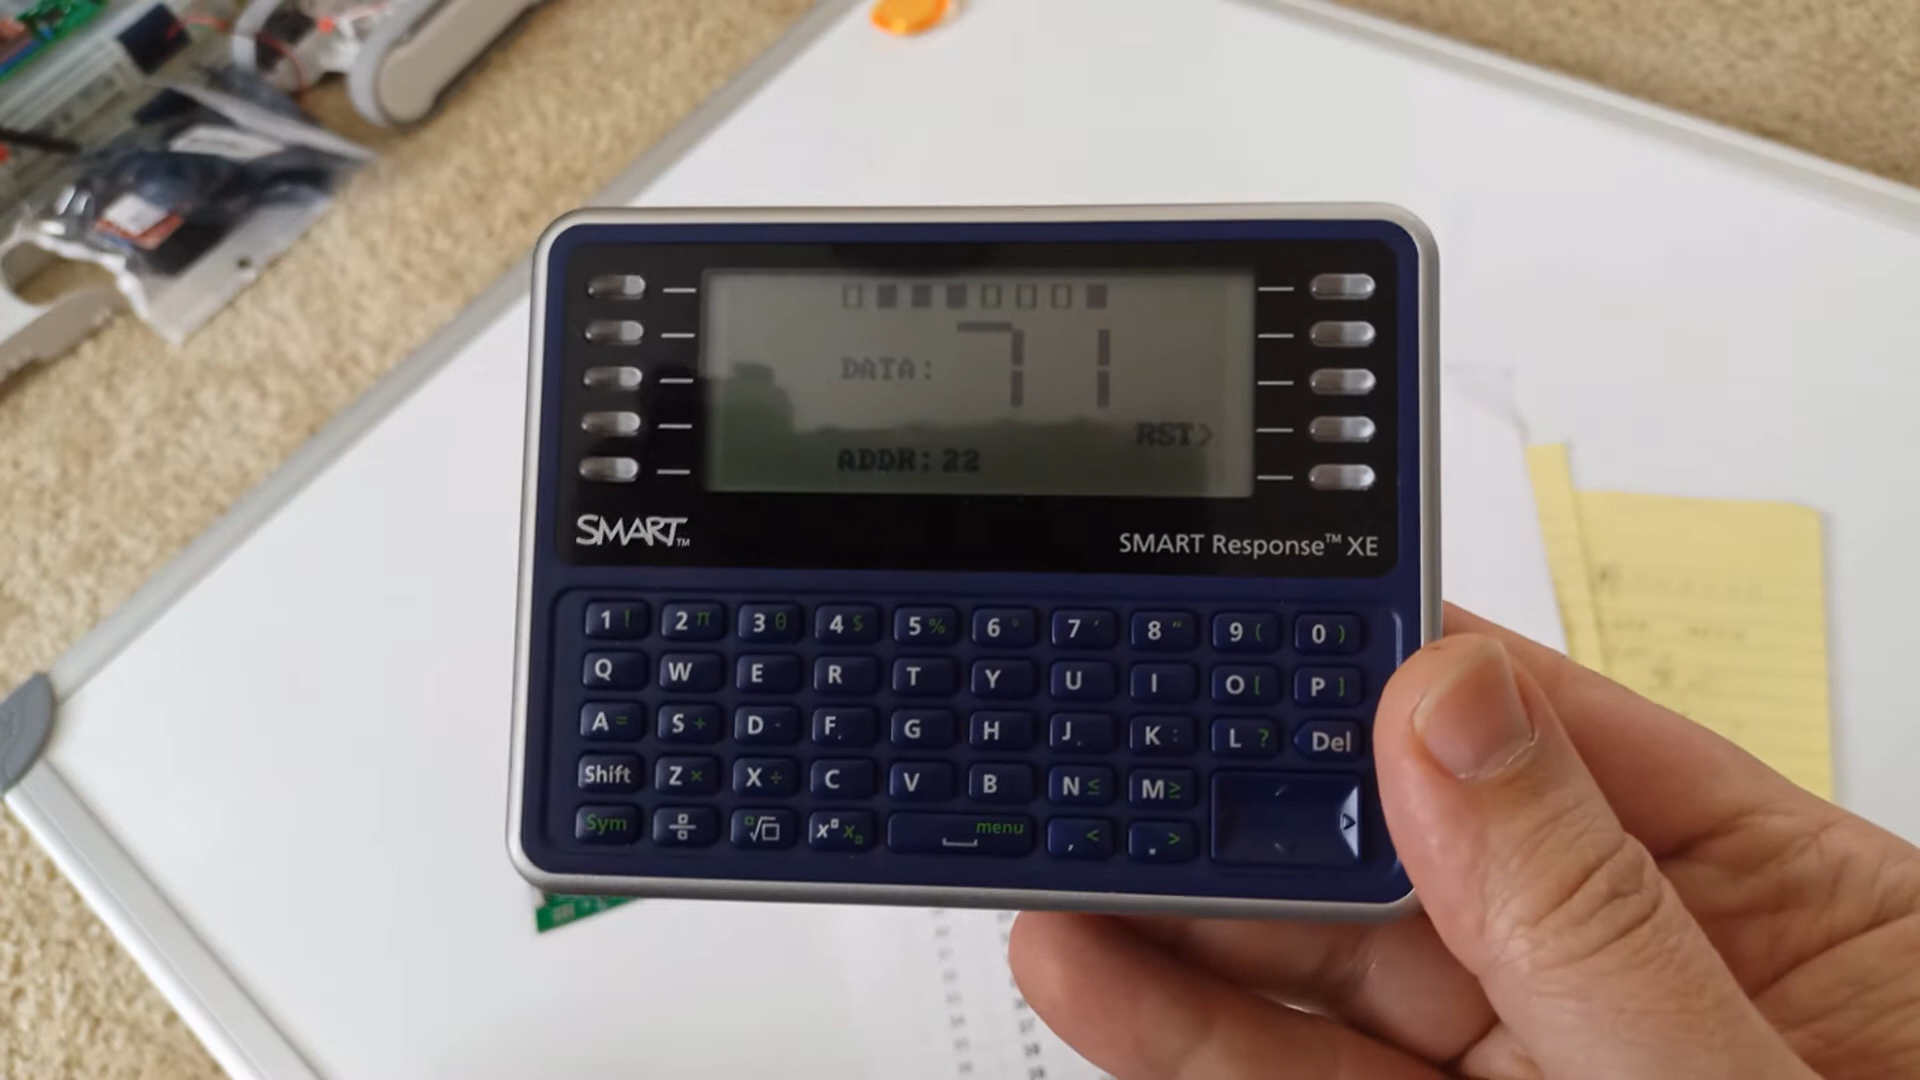 DATA: 71
RST>
ADDR:22
SMART™
SMART Response™ XE
1 ! 2 π 3 θ 4 $ 5 % 6 ° 7 ' 8 " 9 ( 0 )
Q W E R T Y U I O [ P ]
A = S + D - F , G H J . K : L ? Del
Shift Z × X ÷ C V B N ≤ M ≥
Sym √ x x menu , < . >